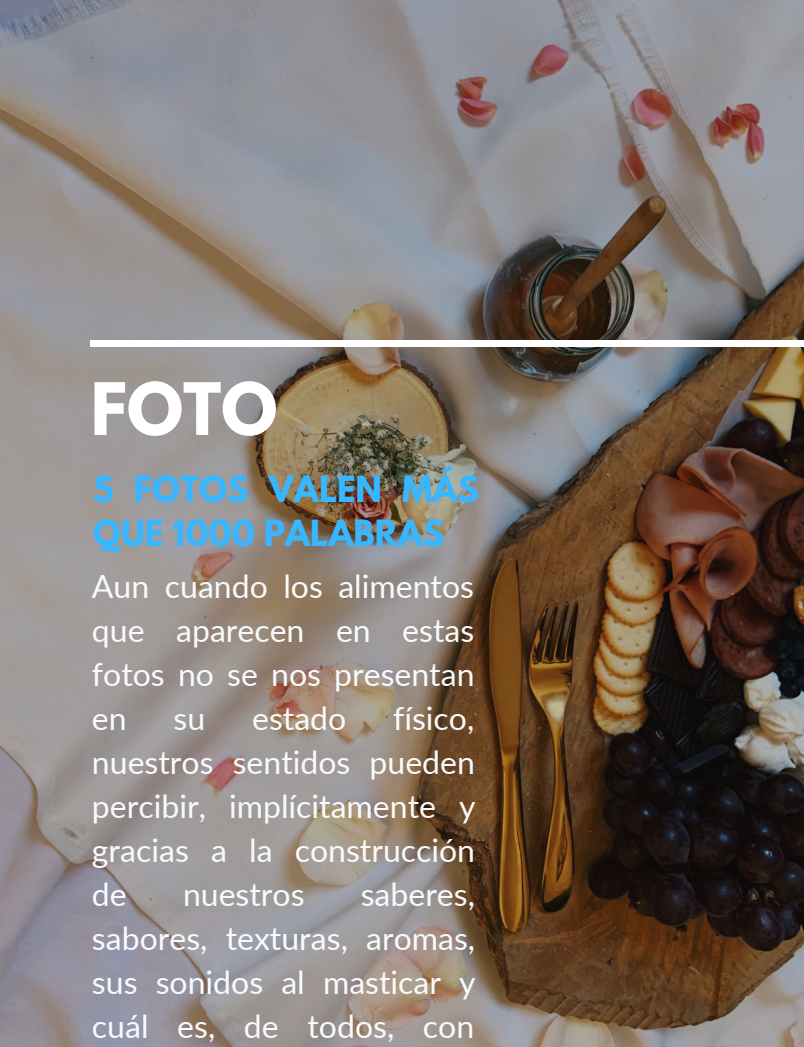 FOTO
5 FOTOS VALEN MÁS
QUE 1000 PALABRAS
Aun cuando los alimentos
que aparecen en estas
fotos no se nos presentan
en su estado físico,
nuestros sentidos pueden
percibir, implícitamente y
gracias a la construcción
de nuestros saberes,
sabores, texturas, aromas,
sus sonidos al masticar y
cuál es, de todos, con